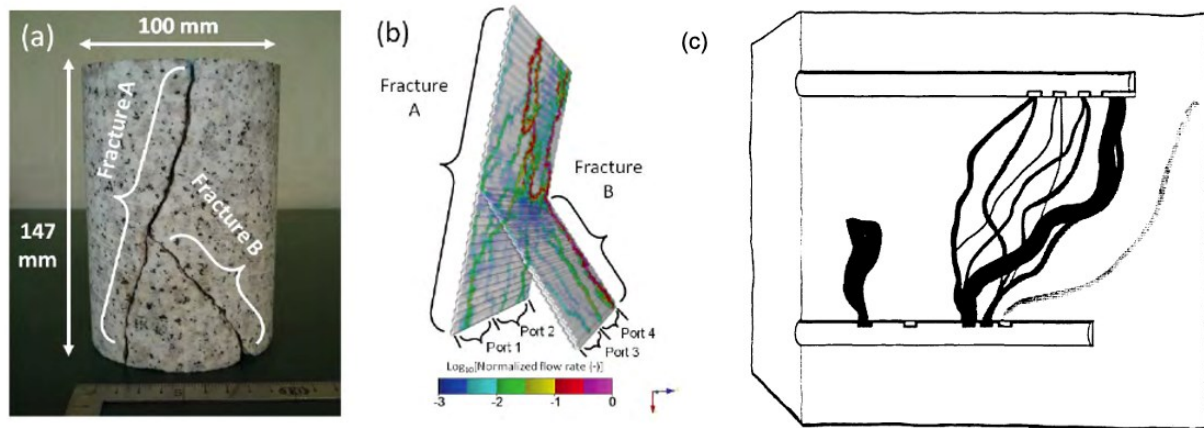 (a)
100 mm
Fracture A
Fracture B
147
mm
(b)
Fracture
A
Fracture
B
Port 1
Port 2
Port 3
Port 4
Log₁₀[Normalized flow rate (-)]
-3 -2 -1 0
(c)